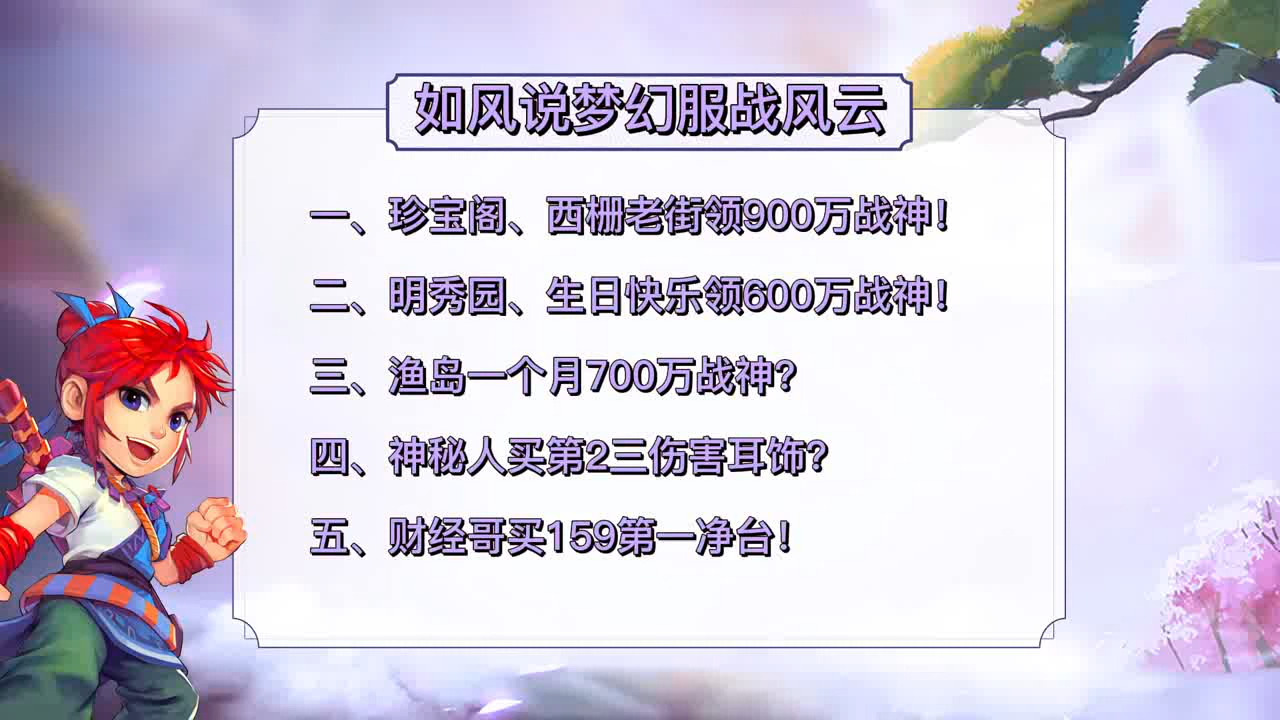 如风说梦幻服战风云
一、珍宝阁、西栅老街领900万战神!
二、明秀园、生日快乐领600万战神!
三、渔岛一个月700万战神?
四、神秘人买第2三伤害耳饰?
五、财经哥买159第一净台!